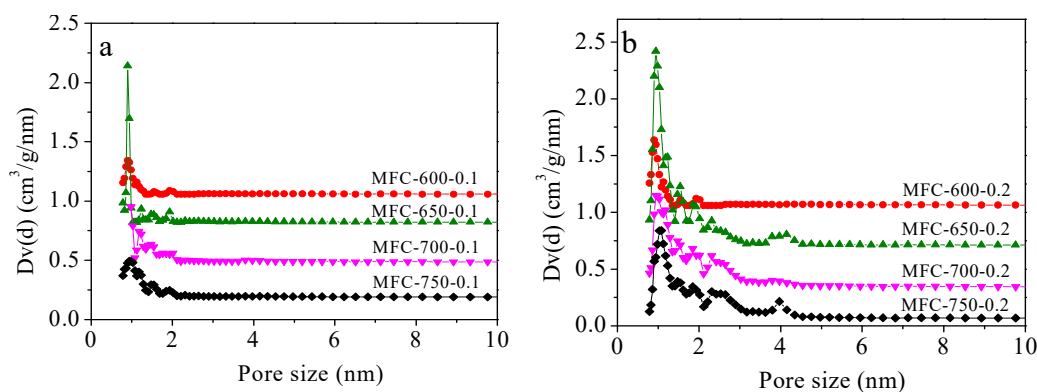 a
2.5
2.0
1.5
1.0
0.5
0.0
Dv(d) (cm³/g/nm)
MFC-600-0.1
MFC-650-0.1
MFC-700-0.1
MFC-750-0.1
0 2 4 6 8 10
Pore size (nm)
b
2.5
2.0
1.5
1.0
0.5
0.0
Dv(d) (cm³/g/nm)
MFC-600-0.2
MFC-650-0.2
MFC-700-0.2
MFC-750-0.2
0 2 4 6 8 10
Pore size (nm)